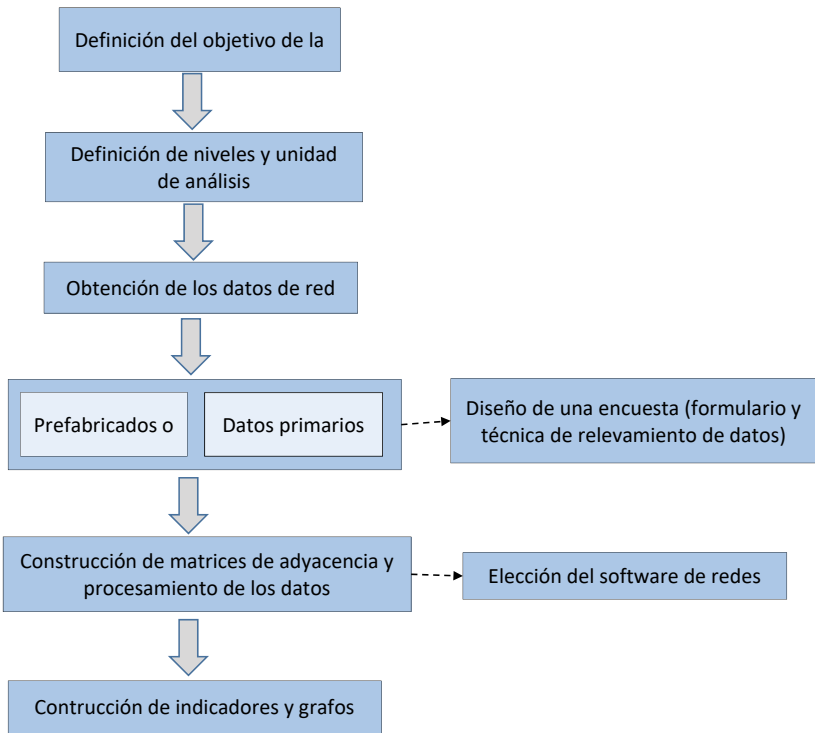 Definición del objetivo de la
Definición de niveles y unidad
de análisis
Obtención de los datos de red
Prefabricados o
Datos primarios
Diseño de una encuesta (formulario y
técnica de relevamiento de datos)
Construcción de matrices de adyacencia y
procesamiento de los datos
Elección del software de redes
Contrucción de indicadores y grafos